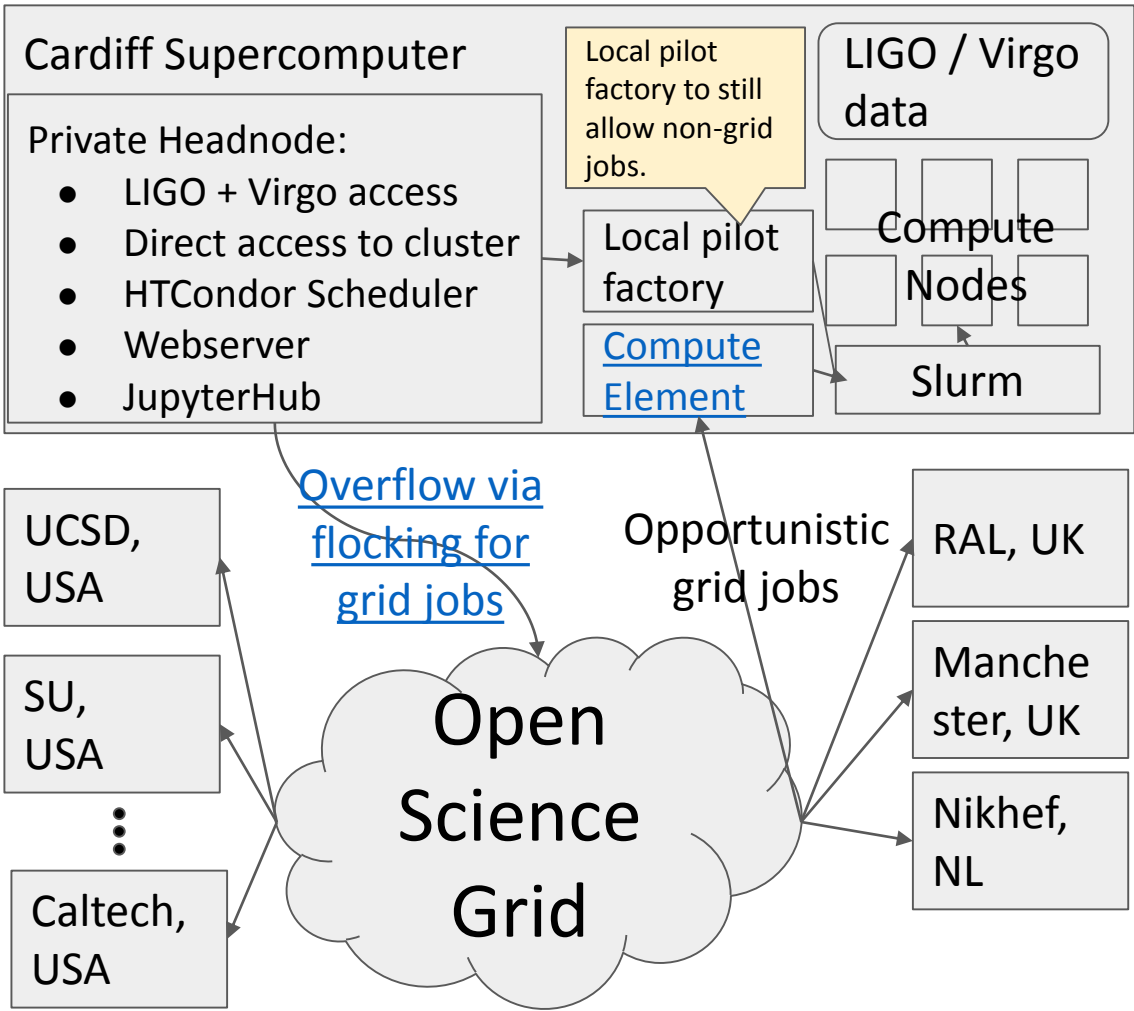 Cardiff Supercomputer
Private Headnode:
● LIGO + Virgo access
● Direct access to cluster
● HTCondor Scheduler
● Webserver
● JupyterHub
Local pilot
factory to still
allow non-grid
jobs.
LIGO / Virgo
data
Local pilot
factory
Compute
Nodes
Compute
Element
Slurm
Overflow via
flocking for
grid jobs
Opportunistic
grid jobs
UCSD,
USA
SU,
USA
Caltech,
USA
Open
Science
Grid
RAL, UK
Manche
ster, UK
Nikhef,
NL